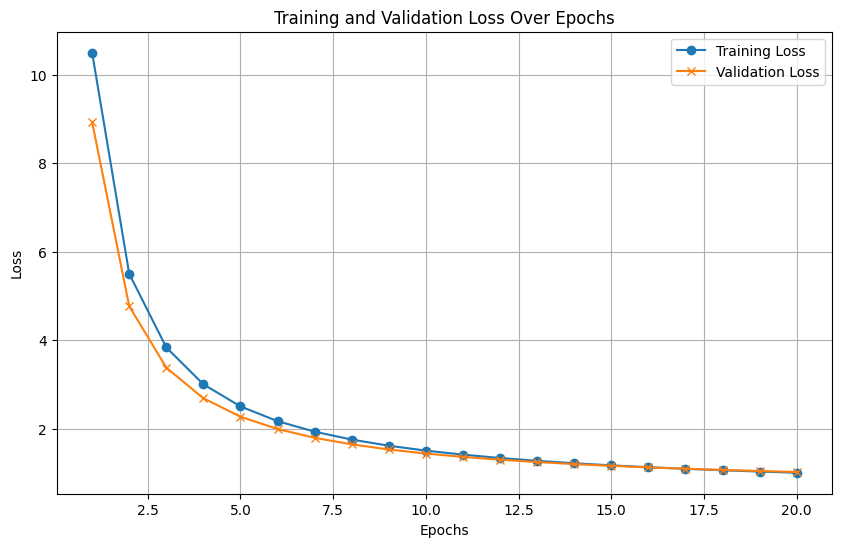 Training and Validation Loss Over Epochs
Training Loss
Validation Loss
10
8
6
4
2
Loss
2.5 5.0 7.5 10.0 12.5 15.0 17.5 20.0
Epochs